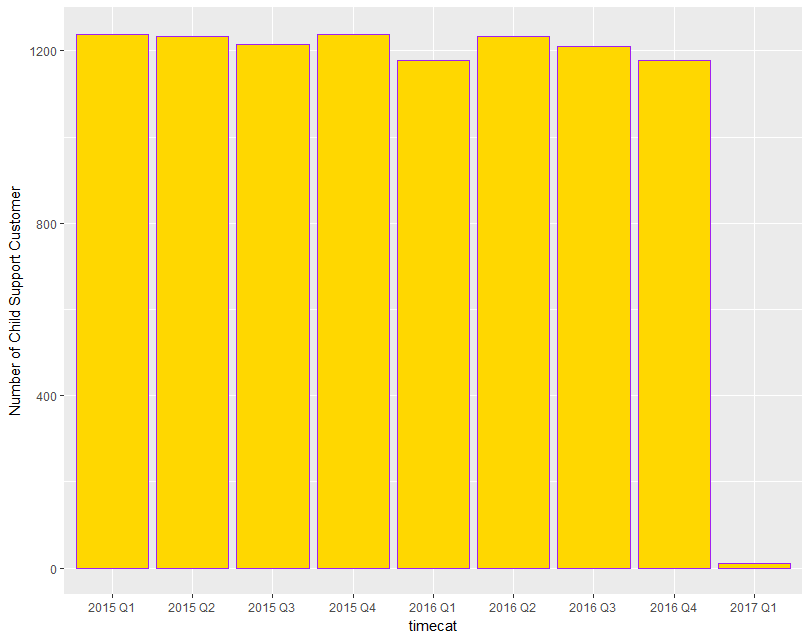 Number of Child Support Customer
1200
800
400
0
2015 Q1
2015 Q2
2015 Q3
2015 Q4
2016 Q1
2016 Q2
2016 Q3
2016 Q4
2017 Q1
timecat